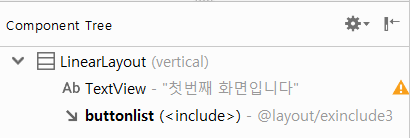 Component Tree
LinearLayout (vertical)
Ab TextView - "첫번째 화면입니다"
buttonlist (<include>) - @layout/exinclude3